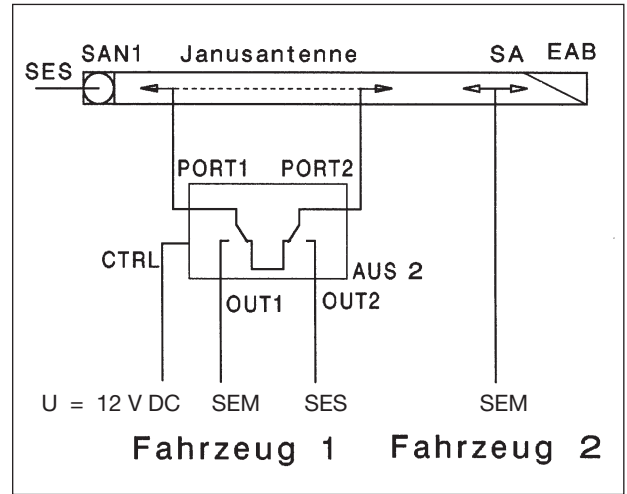 SAN1 Janusantenne SA EAB
SES
PORT1 PORT2
CTRL
AUS 2
OUT1 OUT2
U = 12 V DC SEM SES SEM
Fahrzeug 1 Fahrzeug 2